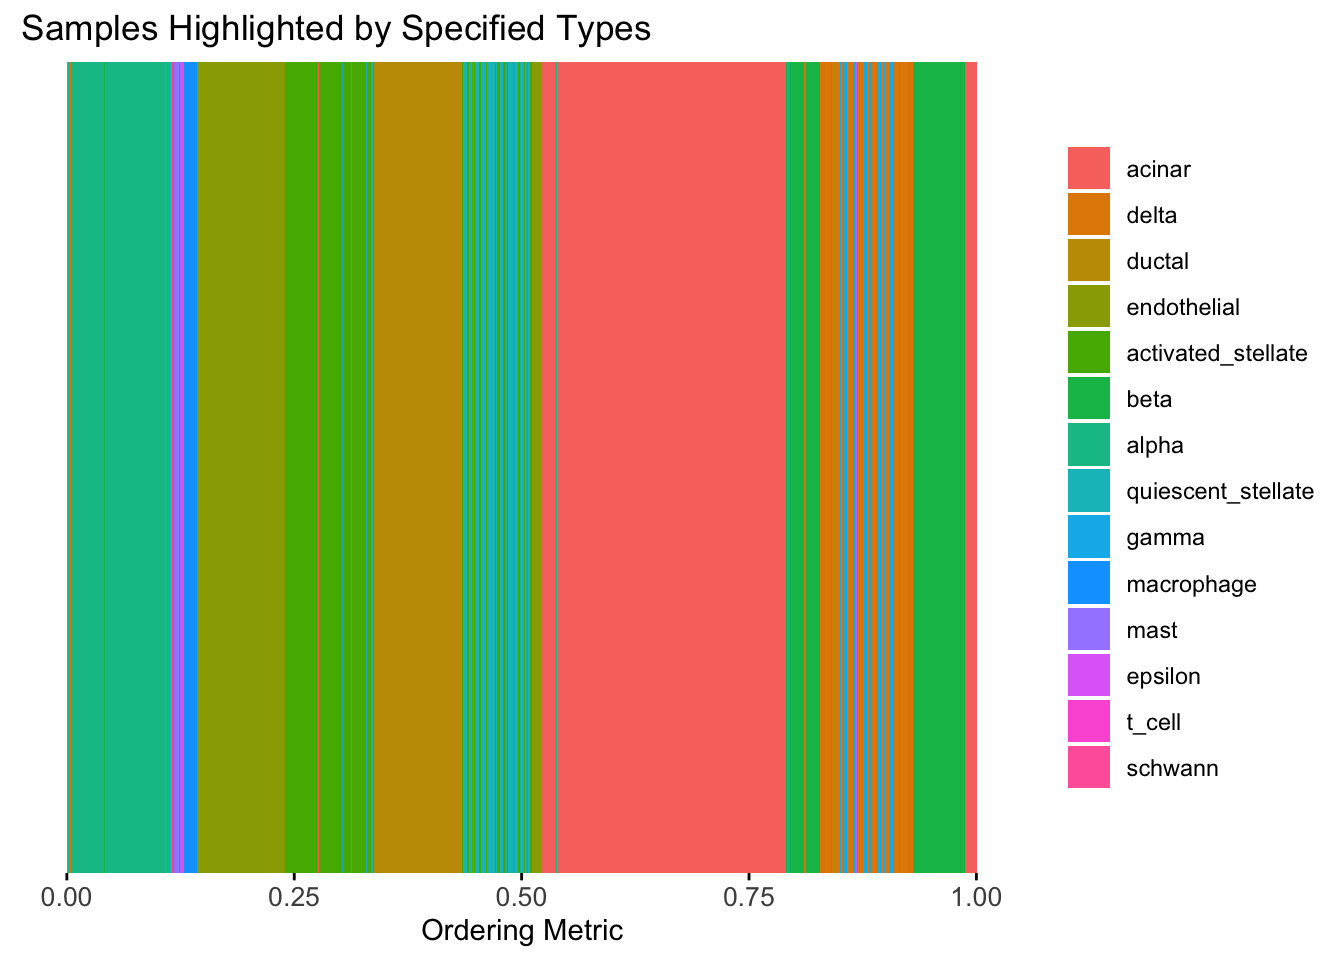 Samples Highlighted by Specified Types
acinar
delta
ductal
endothelial
activated_stellate
beta
alpha
quiescent_stellate
gamma
macrophage
mast
epsilon
t_cell
schwann
0.00 0.25 0.50 0.75 1.00
Ordering Metric